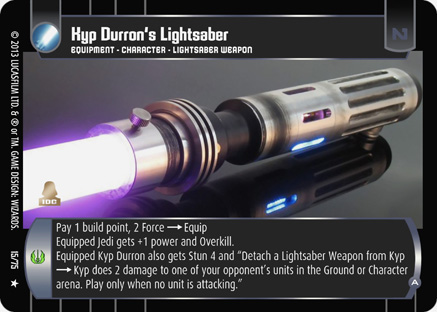 Kyp Durron's Lightsaber
EQUIPMENT - CHARACTER - LIGHTSABER WEAPON
N
© 2013 LUCASFILM LTD. & ® or TM. GAME DESIGN: WIZARDS.
IDC
Pay 1 build point, 2 Force → Equip
Equipped Jedi gets +1 power and Overkill.
Equipped Kyp Durron also gets Stun 4 and “Detach a Lightsaber Weapon from Kyp
→ Kyp does 2 damage to one of your opponent's units in the Ground or Character
arena. Play only when no unit is attacking.”
15/75
A